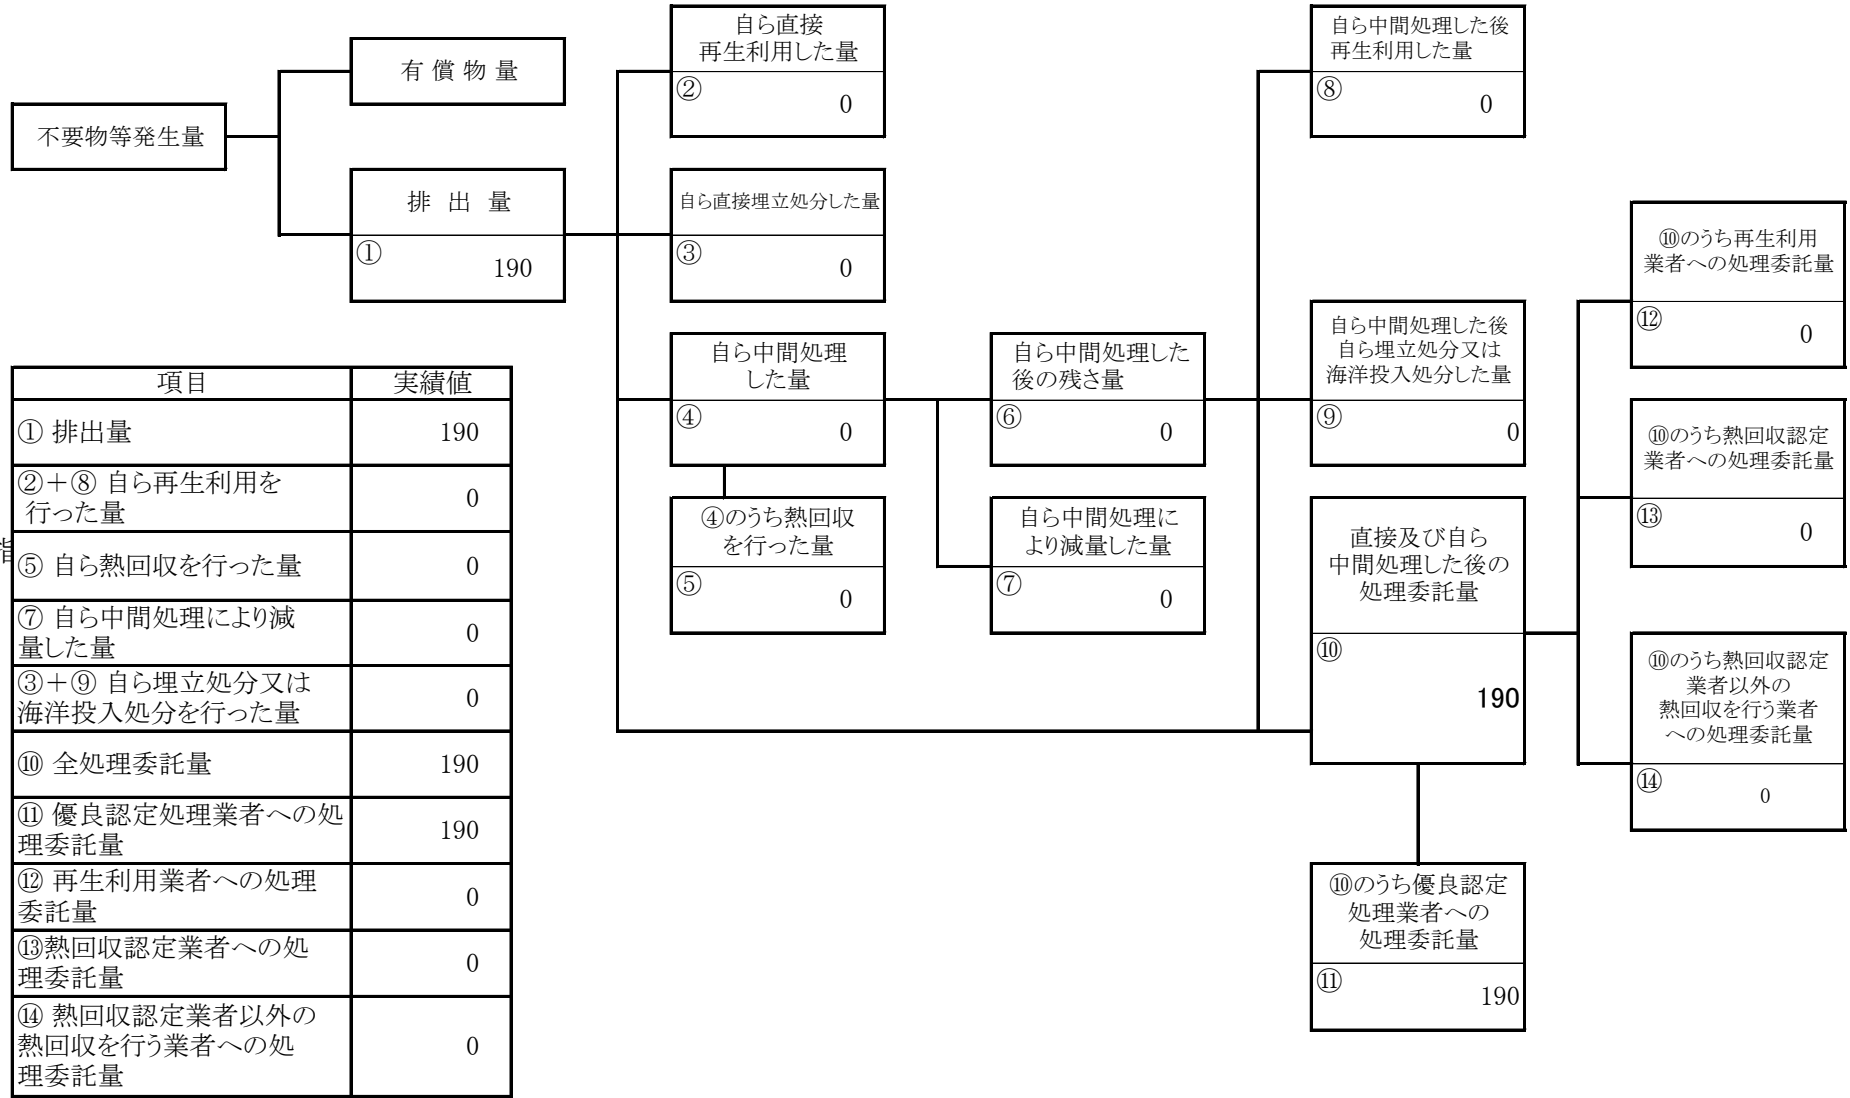 不要物等発生量
有 償 物 量
排 出 量
①
190
自ら直接
再生利用した量
②
0
自ら直接埋立処分した量
③
0
自ら中間処理
した量
④
0
④のうち熱回収
を行った量
⑤
0
自ら中間処理した
後の残さ量
⑥
0
自ら中間処理に
より減量した量
⑦
0
自ら中間処理した後
再生利用した量
⑧
0
自ら中間処理した後
自ら埋立処分又は
海洋投入処分した量
⑨
0
直接及び自ら
中間処理した後の
処理委託量
⑩
190
⑩のうち優良認定
処理業者への
処理委託量
⑪
190
⑩のうち再生利用
業者への処理委託量
⑫
0
⑩のうち熱回収認定
業者への処理委託量
⑬
0
⑩のうち熱回収認定
業者以外の
熱回収を行う業者
への処理委託量
⑭
0
項目 実績値
① 排出量 190
②＋⑧ 自ら再生利用を
行った量 0
⑤ 自ら熱回収を行った量 0
⑦ 自ら中間処理により減
量した量 0
③＋⑨ 自ら埋立処分又は
海洋投入処分を行った量 0
⑩ 全処理委託量 190
⑪ 優良認定処理業者への処
理委託量 190
⑫ 再生利用業者への処理
委託量 0
⑬熱回収認定業者への処
理委託量 0
⑭ 熱回収認定業者以外の
熱回収を行う業者への処
理委託量 0